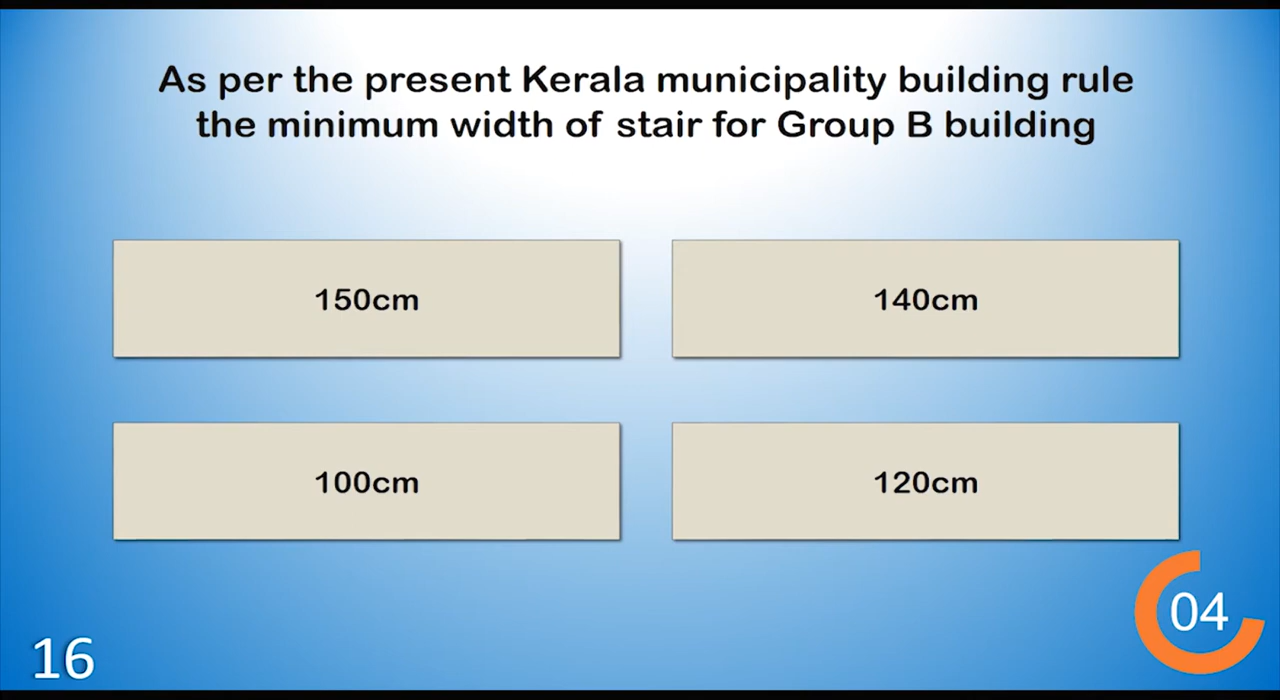 As per the present Kerala municipality building rule
the minimum width of stair for Group B building
150cm
140cm
100cm
120cm
04
16